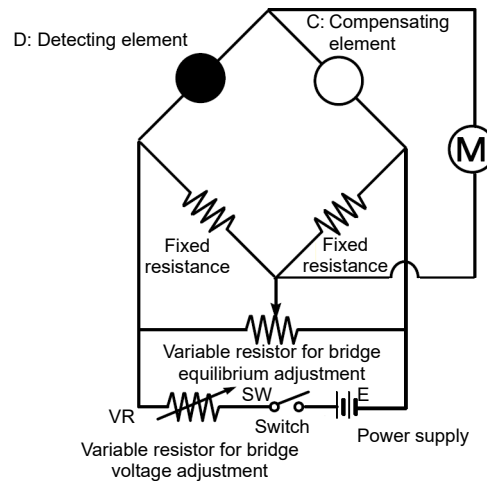 D: Detecting element
C: Compensating
element
M
Fixed
resistance
Fixed
resistance
Variable resistor for bridge
equilibrium adjustment
VR
SW
E
Switch
Power supply
Variable resistor for bridge
voltage adjustment